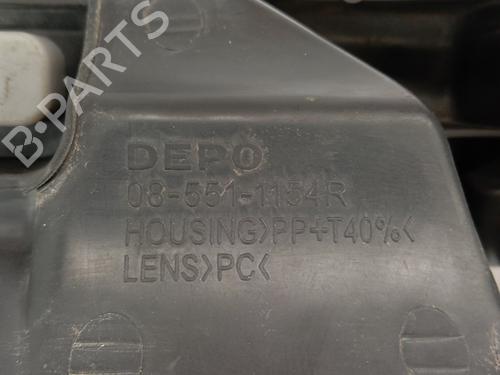 B-PARTS
DEPO
08-551-1154R
HOUSING>PP+T40%<
LENS>PC<